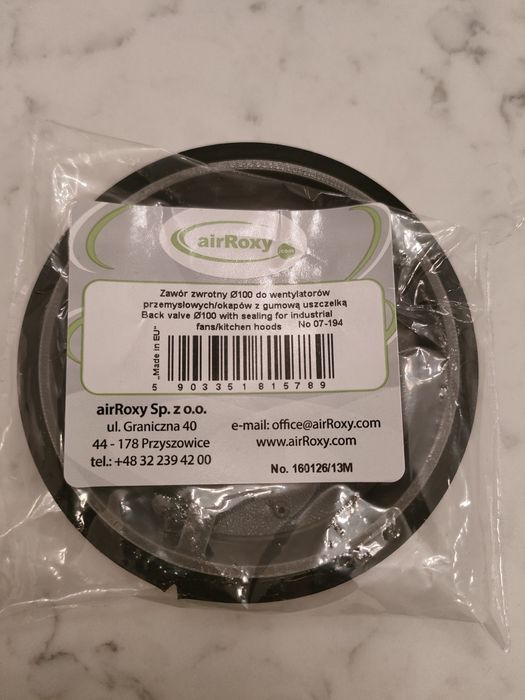 airRoxy
.com
Zawór zwrotny Ø100 do wentylatorów
przemysłowych/okapów z gumową uszczelką
Back valve Ø100 with sealing for industrial
fans/kitchen hoods No 07-194
„Made in EU”
5 903351 815789
airRoxy Sp. z o.o.
ul. Graniczna 40
44 - 178 Przyszowice
tel.: +48 32 239 42 00
e-mail: office@airRoxy.com
www.airRoxy.com
No. 160126/13M